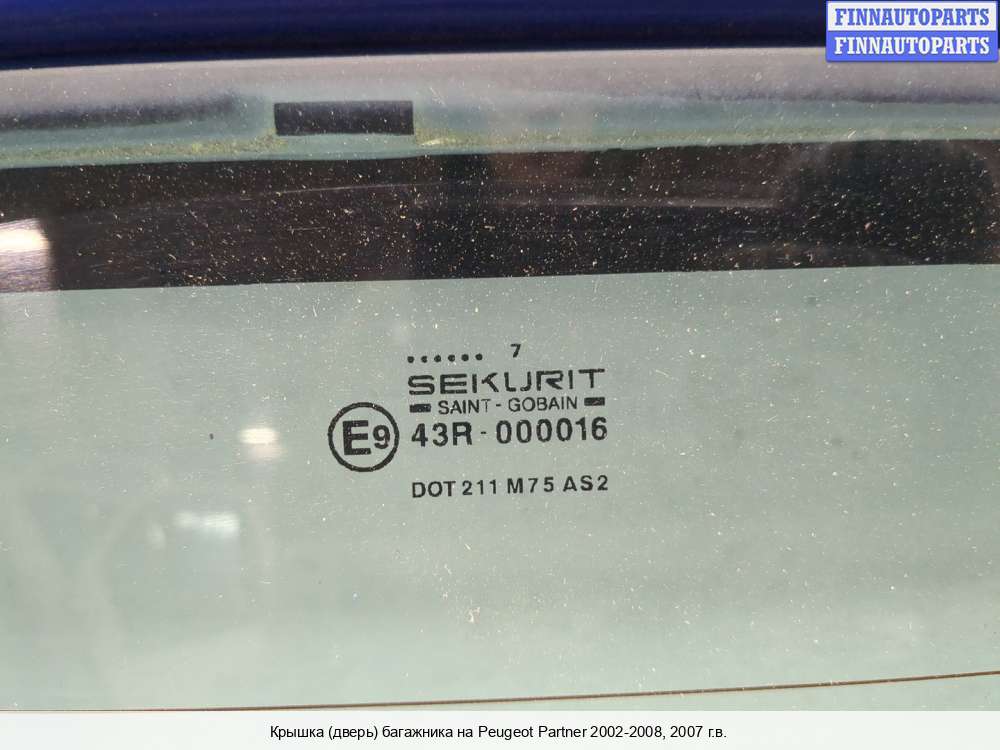 FINNAUTOPARTS
FINNAUTOPARTS
...... 7
SEKURIT
SAINT - GOBAIN
E9 43R - 000016
DOT 211 M75 AS2
Крышка (дверь) багажника на Peugeot Partner 2002-2008, 2007 г.в.